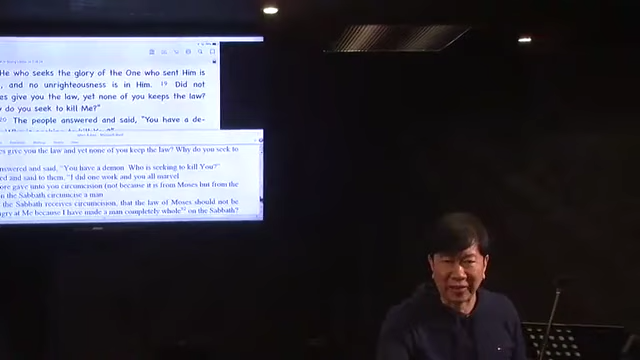 He who seeks the glory of the One who sent Him is
, and no unrighteousness is in Him. 19 Did not
es give you the law, yet none of you keeps the law?
do you seek to kill Me?"
20 The people answered and said, "You have a de-
es give you the law and yet none of you keep the law? Why do you seek to
answered and said, "You have a demon Who is seeking to kill You?"
ed and said to them, "I did one work and you all marvel
ore gave unto you circumcision (not because it is from Moses but from the
n the Sabbath circumcise a man
the Sabbath receives circumcision, that the law of Moses should not be
ngry at Me because I have made a man completely whole on the Sabbath?